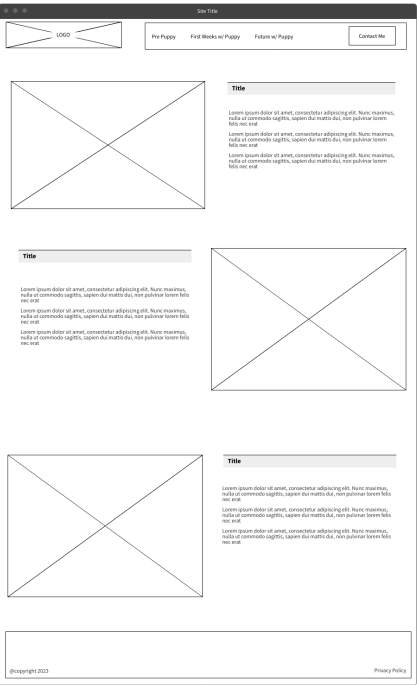 Site Title
LOGO
Pre Puppy
First Weeks w/ Puppy
Future w/ Puppy
Contact Me
Title
Lorem ipsum dolor sit amet, consectetur adipiscing elit. Nunc maximus,
nulla ut commodo sagittis, sapien dui mattis dui, non pulvinar lorem
felis nec erat
Lorem ipsum dolor sit amet, consectetur adipiscing elit. Nunc maximus,
nulla ut commodo sagittis, sapien dui mattis dui, non pulvinar lorem
felis nec erat
Lorem ipsum dolor sit amet, consectetur adipiscing elit. Nunc maximus,
nulla ut commodo sagittis, sapien dui mattis dui, non pulvinar lorem
felis nec erat
Title
Lorem ipsum dolor sit amet, consectetur adipiscing elit. Nunc maximus,
nulla ut commodo sagittis, sapien dui mattis dui, non pulvinar lorem felis
nec erat
Lorem ipsum dolor sit amet, consectetur adipiscing elit. Nunc maximus,
nulla ut commodo sagittis, sapien dui mattis dui, non pulvinar lorem felis
nec erat
Lorem ipsum dolor sit amet, consectetur adipiscing elit. Nunc maximus,
nulla ut commodo sagittis, sapien dui mattis dui, non pulvinar lorem felis
nec erat
Title
Lorem ipsum dolor sit amet, consectetur adipiscing elit. Nunc maximus,
nulla ut commodo sagittis, sapien dui mattis dui, non pulvinar lorem felis
nec erat
Lorem ipsum dolor sit amet, consectetur adipiscing elit. Nunc maximus,
nulla ut commodo sagittis, sapien dui mattis dui, non pulvinar lorem felis
nec erat
Lorem ipsum dolor sit amet, consectetur adipiscing elit. Nunc maximus,
nulla ut commodo sagittis, sapien dui mattis dui, non pulvinar lorem felis
nec erat
@copyright 2023
Privacy Policy